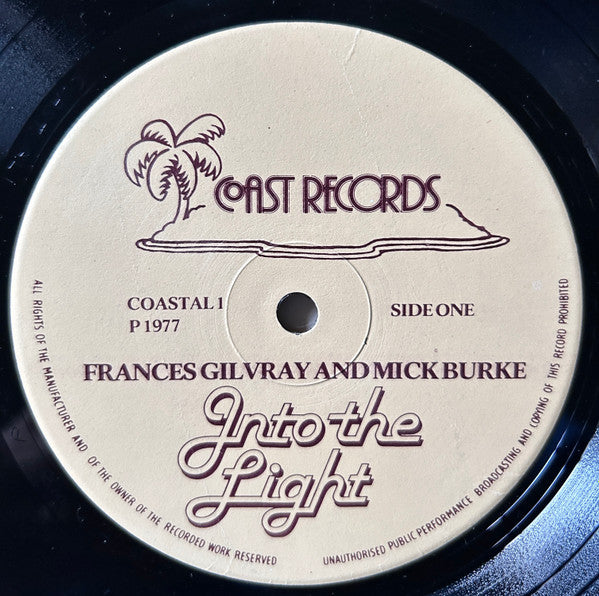 COAST RECORDS
COASTAL 1
P 1977
SIDE ONE
FRANCES GILVRAY AND MICK BURKE
Into the
Light
ALL RIGHTS OF THE MANUFACTURER AND OF THE OWNER OF THE RECORDED WORK RESERVED
UNAUTHORISED PUBLIC PERFORMANCE BROADCASTING AND COPYING OF THIS RECORD PROHIBITED